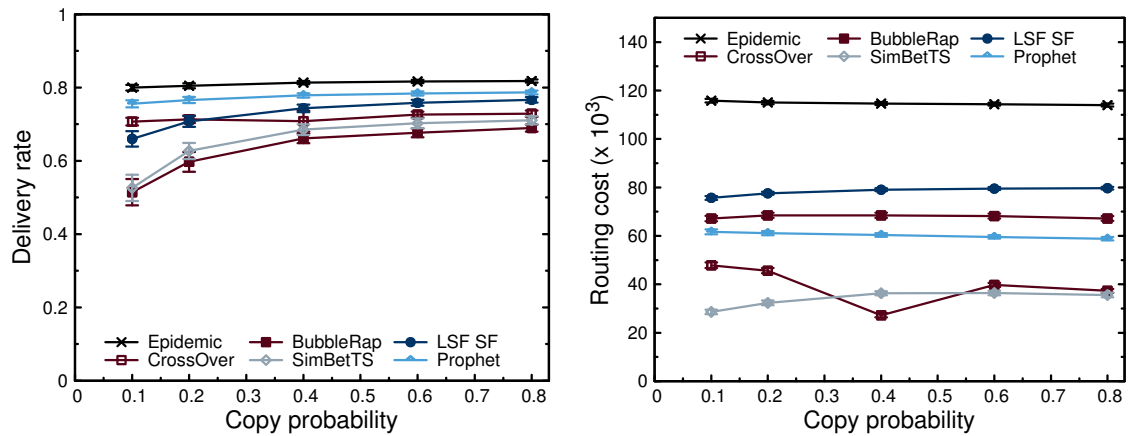 1
0.8
0.6
0.4
0.2
0
Delivery rate
Epidemic BubbleRap LSF SF
CrossOver SimBetTS Prophet
0 0.1 0.2 0.3 0.4 0.5 0.6 0.7 0.8
Copy probability
140
120
100
80
60
40
20
0
Routing cost (x 10³)
Epidemic BubbleRap LSF SF
CrossOver SimBetTS Prophet
0 0.1 0.2 0.3 0.4 0.5 0.6 0.7 0.8
Copy probability